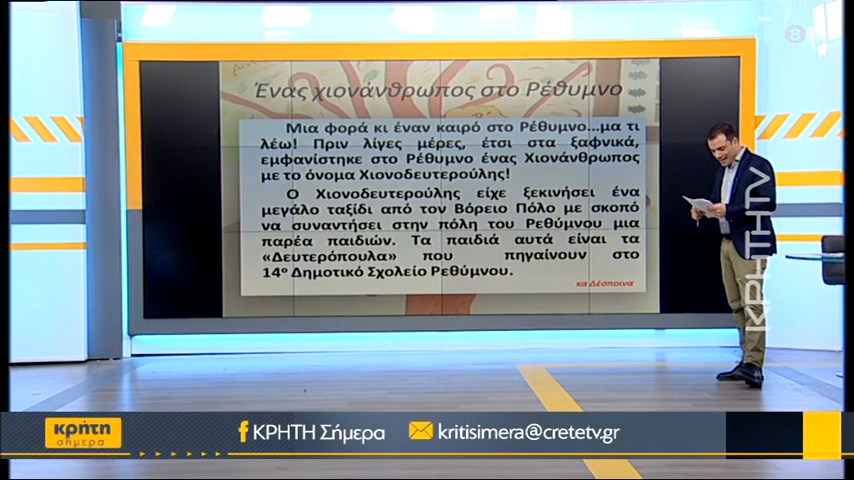 8
Ένας χιονάνθρωπος στο Ρέθυμνο
Μια φορά κι έναν καιρό στο Ρέθυμνο...μα τι
λέω! Πριν λίγες μέρες, έτσι στα ξαφνικά,
εμφανίστηκε στο Ρέθυμνο ένας Χιονάνθρωπος
με το όνομα Χιονοδευτερούλης!
Ο Χιονοδευτερούλης είχε ξεκινήσει ένα
μεγάλο ταξίδι από τον Βόρειο Πόλο με σκοπό
να συναντήσει στην πόλη του Ρεθύμνου μια
παρέα παιδιών. Τα παιδιά αυτά είναι τα
«Δευτερόπουλα» που πηγαίνουν στο
14ο Δημοτικό Σχολείο Ρεθύμνου.
κα Δέσποινα
ΚΡΗΤΗTV
κρήτη
σήμερα
ΚΡΗΤΗ Σήμερα
kritisimera@cretetv.gr